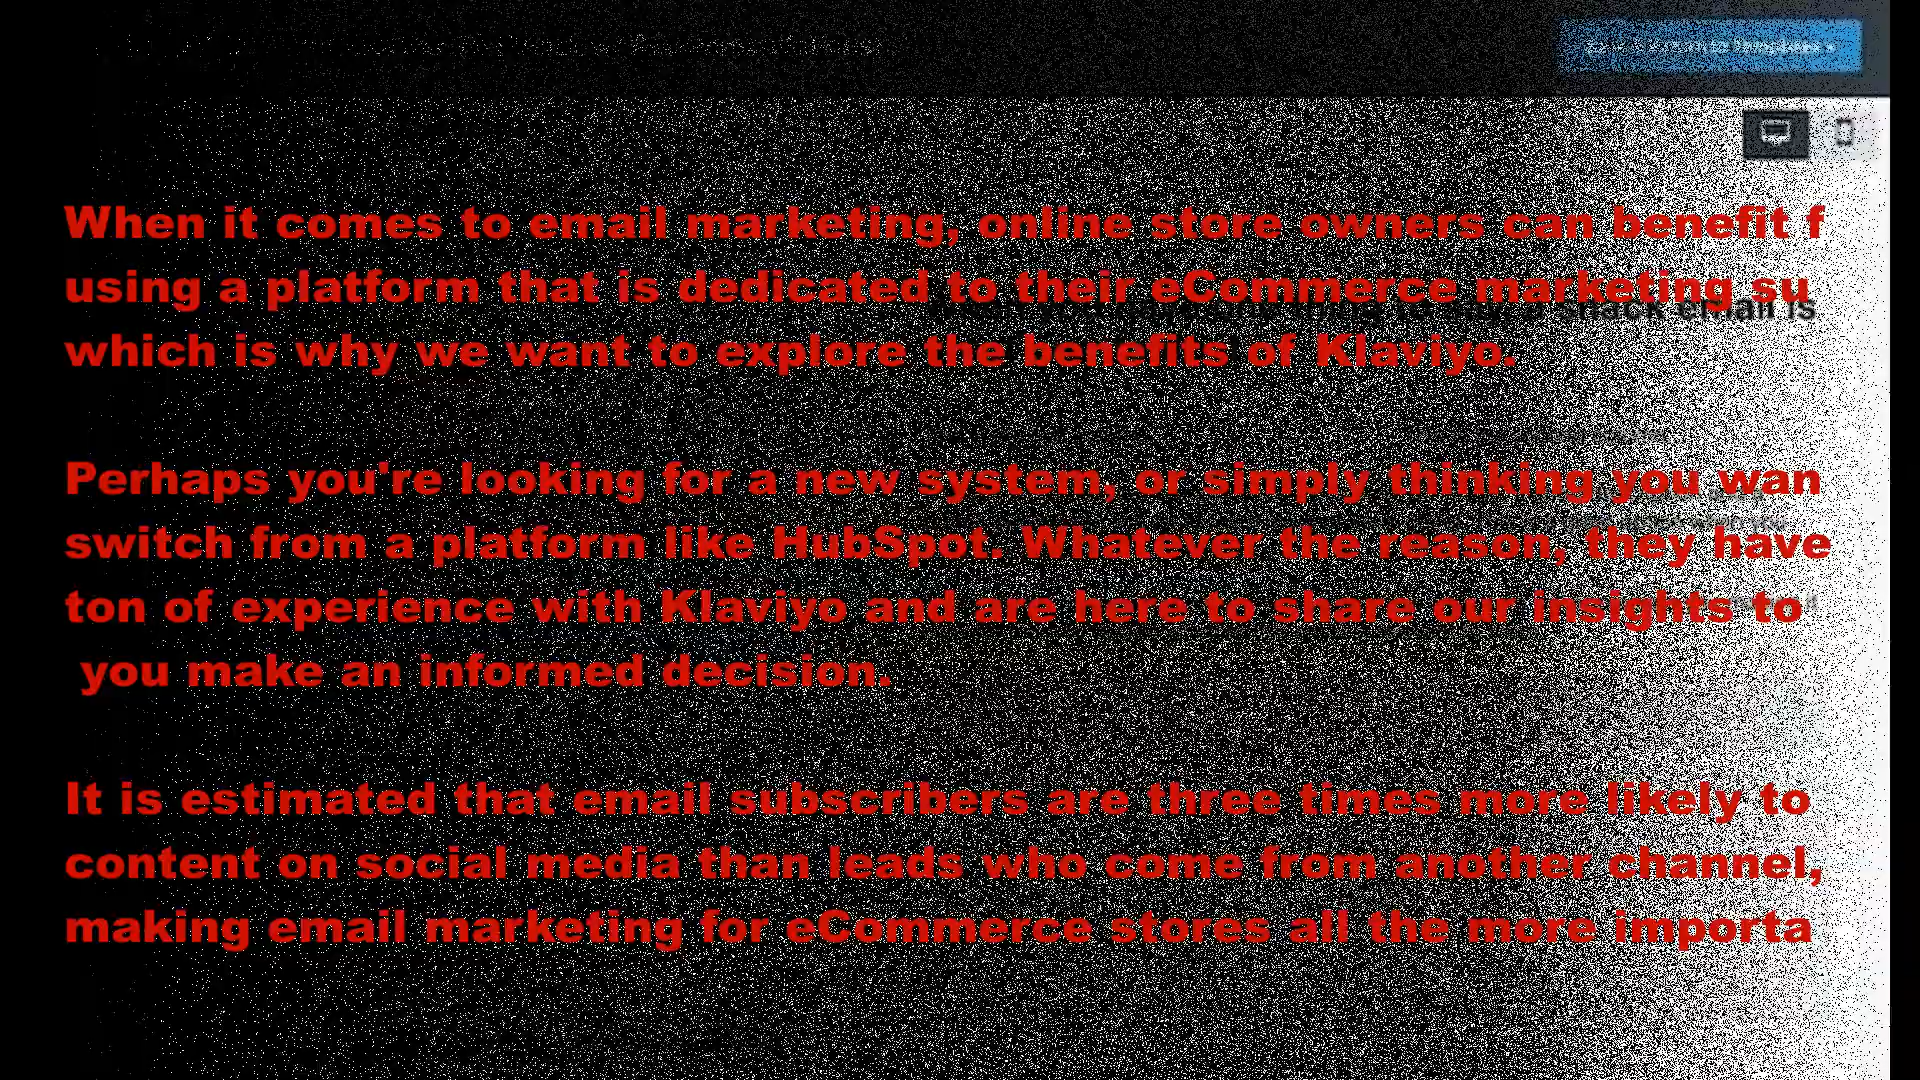 When it comes to email marketing, online store owners can benefit f
using a platform that is dedicated to their eCommerce marketing su
email is
which is why we want to explore the benefits of Klaviyo.
Perhaps you're looking for a new system, or simply thinking you wan
switch from a platform like HubSpot. Whatever the reason, they have
ton of experience with Klaviyo and are here to share our insights to
you make an informed decision.
It is estimated that email subscribers are three times more likely to
content on social media than leads who come from another channel,
making email marketing for eCommerce stores all the more importa